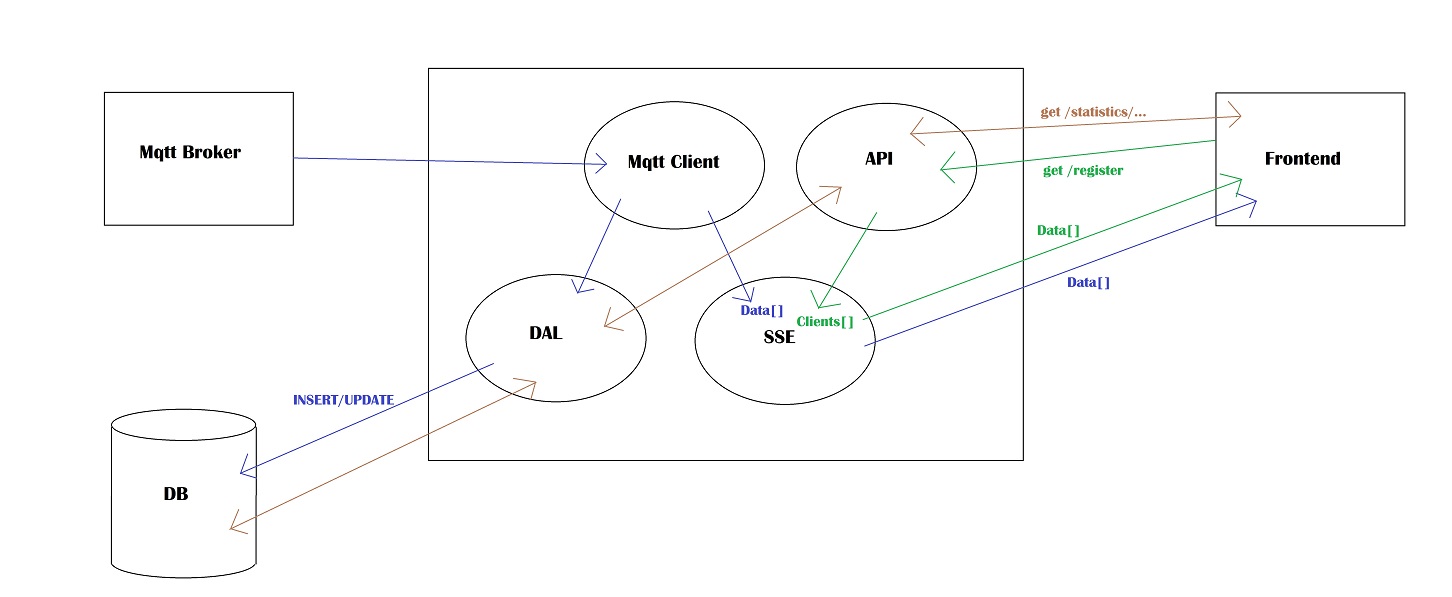 get /statistics/...
Mqtt Broker
Mqtt Client
API
Frontend
get /register
Data[]
Data[]
Data[]
Clients[]
DAL
SSE
INSERT/UPDATE
DB